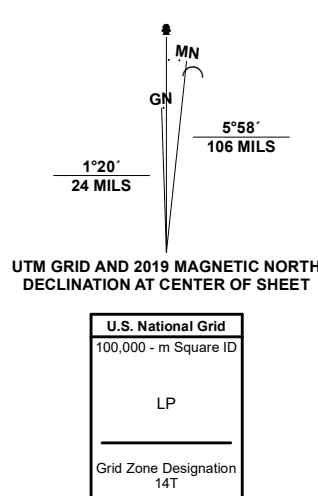 MN
GN
5°58´
106 MILS
1°20´
24 MILS
UTM GRID AND 2019 MAGNETIC NORTH
DECLINATION AT CENTER OF SHEET
U.S. National Grid
100,000 - m Square ID
LP
Grid Zone Designation
14T